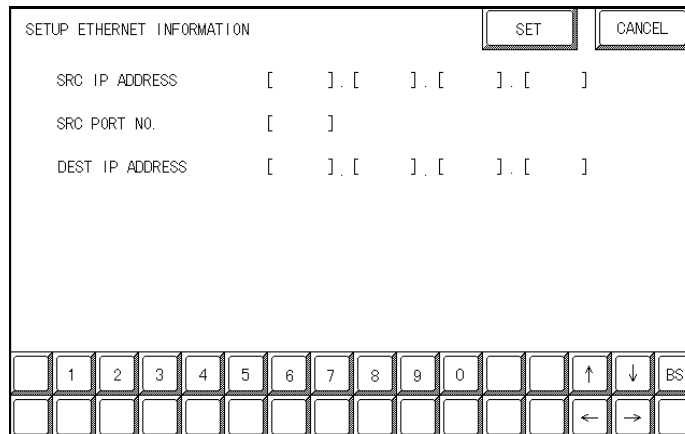 SETUP ETHERNET INFORMATION SET CANCEL
SRC IP ADDRESS [ ] . [ ] . [ ] . [ ]
SRC PORT NO. [ ]
DEST IP ADDRESS [ ] . [ ] . [ ] . [ ]
1 2 3 4 5 6 7 8 9 0 ↑ ↓ BS
← →